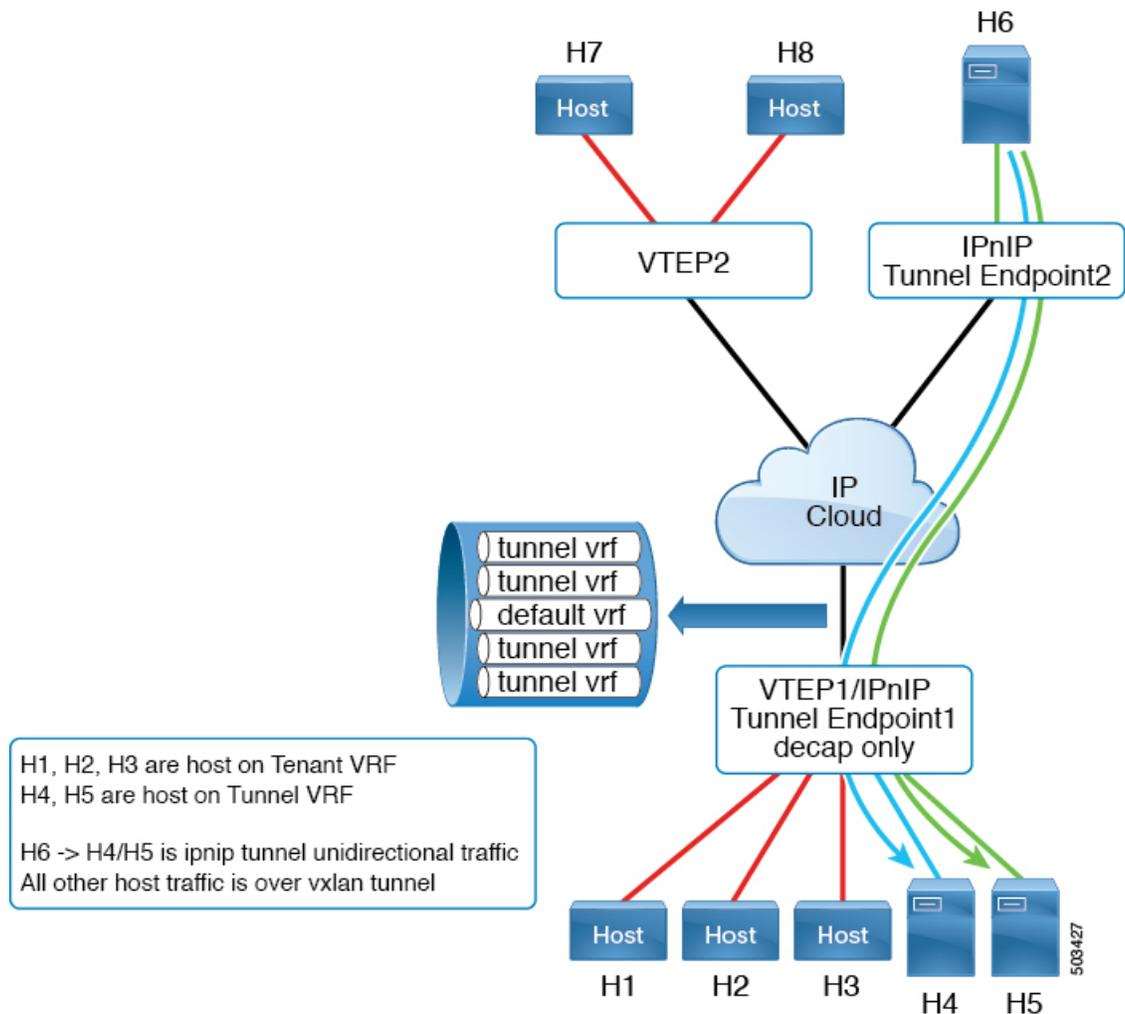 H6
H7
H8
Host
Host
VTEP2
IPnIP
Tunnel Endpoint2
IP
Cloud
tunnel vrf
tunnel vrf
default vrf
tunnel vrf
tunnel vrf
VTEP1/IPnIP
Tunnel Endpoint1
decap only
H1, H2, H3 are host on Tenant VRF
H4, H5 are host on Tunnel VRF
H6 -> H4/H5 is ipnip tunnel unidirectional traffic
All other host traffic is over vxlan tunnel
Host
Host
Host
H1
H2
H3
H4
H5
503427